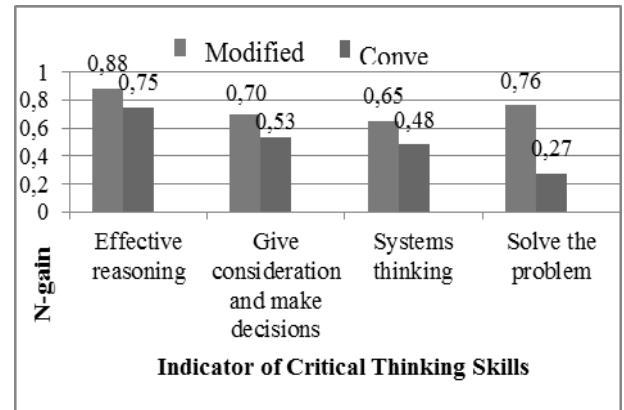 Modified Conve
1
0,8
0,6
0,4
0,2
0
0,88
0,75
0,70
0,53
0,65
0,48
0,76
0,27
N-gain
Effective
reasoning
Give
consideration
and make
decisions
Systems
thinking
Solve the
problem
Indicator of Critical Thinking Skills